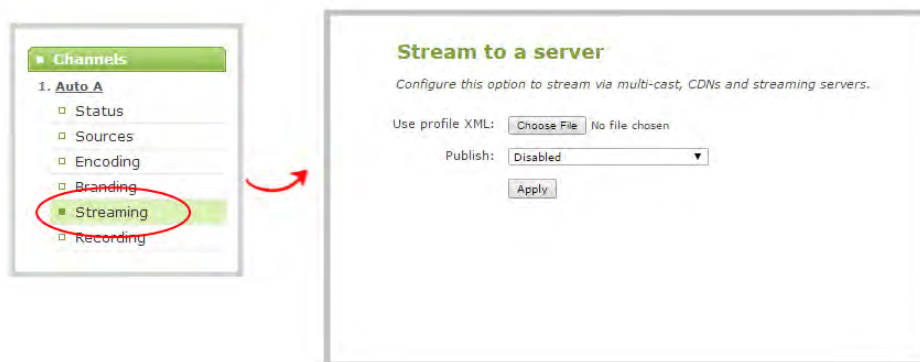 Channels
1. Auto A
Status
Sources
Encoding
Branding
Streaming
Recording
Stream to a server
Configure this option to stream via multi-cast, CDNs and streaming servers.
Use profile XML: Choose File No file chosen
Publish: Disabled
Apply